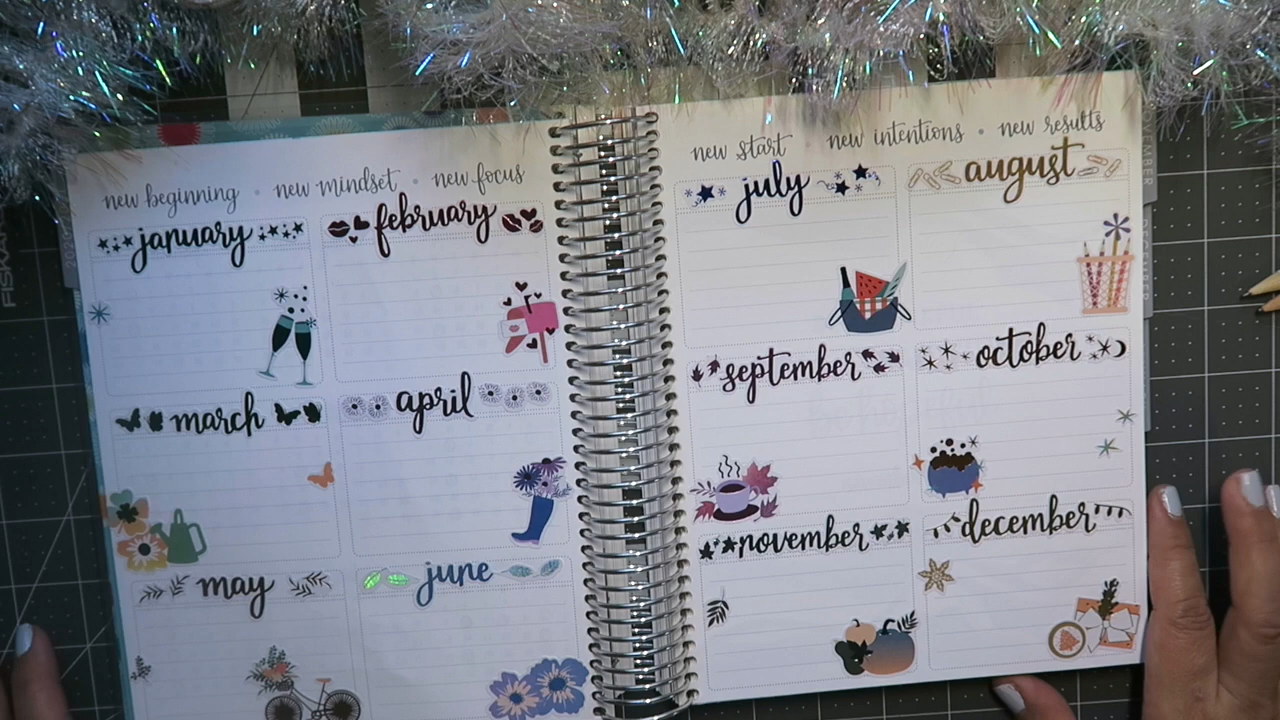 new beginning • new mindset • new focus
january
february
march
april
may
june
new start new intentions • new results
july
august
september
october
november
december
FISKARS